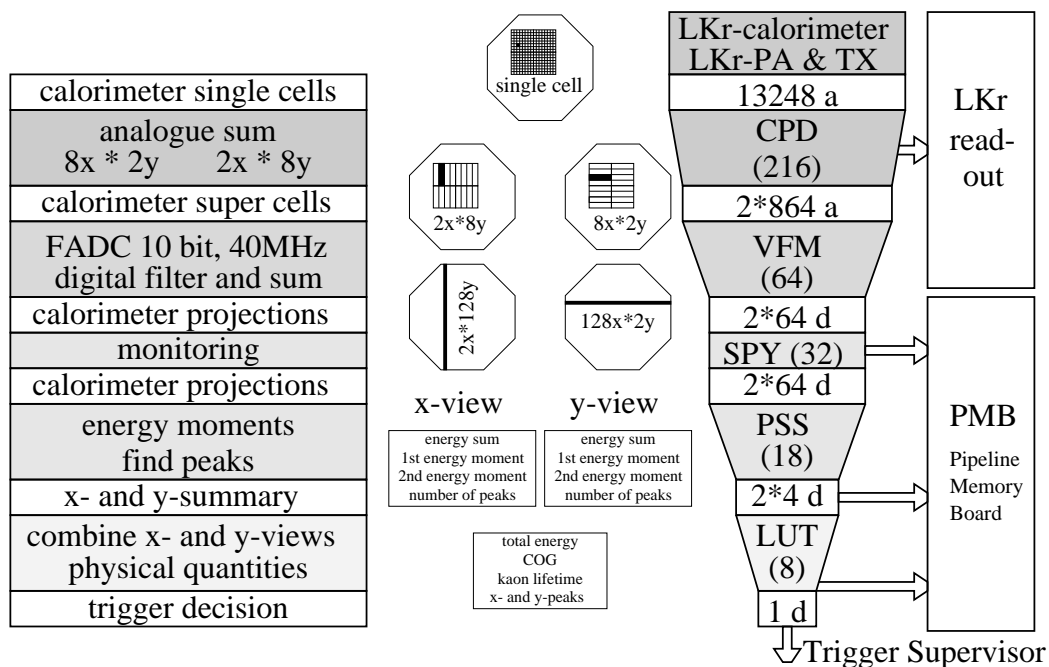 calorimeter single cells
analogue sum
8x * 2y 2x * 8y
calorimeter super cells
FADC 10 bit, 40MHz
digital filter and sum
calorimeter projections
monitoring
calorimeter projections
energy moments
find peaks
x- and y-summary
combine x- and y-views
physical quantities
trigger decision
single cell
2x*8y
8x*2y
2x*128y
128x*2y
x-view
y-view
energy sum
1st energy moment
2nd energy moment
number of peaks
energy sum
1st energy moment
2nd energy moment
number of peaks
total energy
COG
kaon lifetime
x- and y-peaks
LKr-calorimeter
LKr-PA & TX
13248 a
CPD
(216)
2*864 a
VFM
(64)
2*64 d
SPY (32)
2*64 d
PSS
(18)
2*4 d
LUT
(8)
1 d
Trigger Supervisor
LKr
read-
out
PMB
Pipeline
Memory
Board